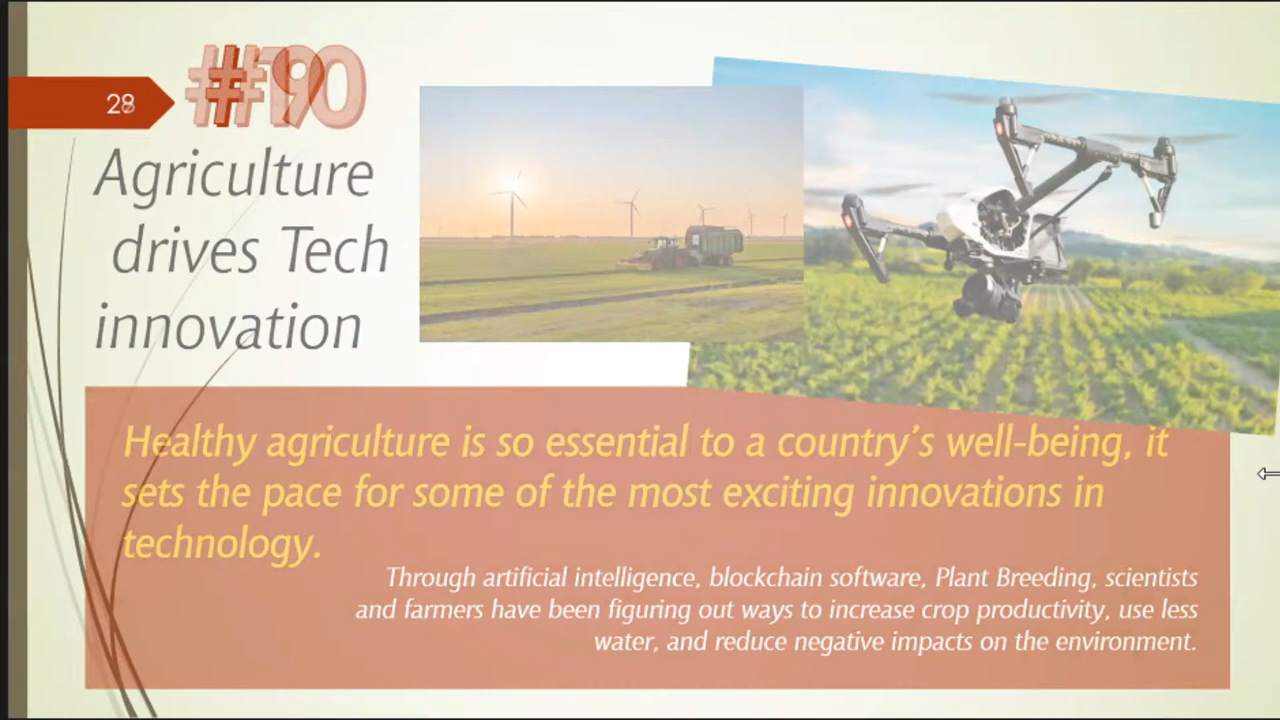 Agriculture
drives Tech
innovation
Healthy agriculture is so essential to a country's well-being, it
sets the pace for some of the most exciting innovations in
technology.
Through artificial intelligence, blockchain software, Plant Breeding, scientists
and farmers have been figuring out ways to increase crop productivity, use less
water, and reduce negative impacts on the environment.